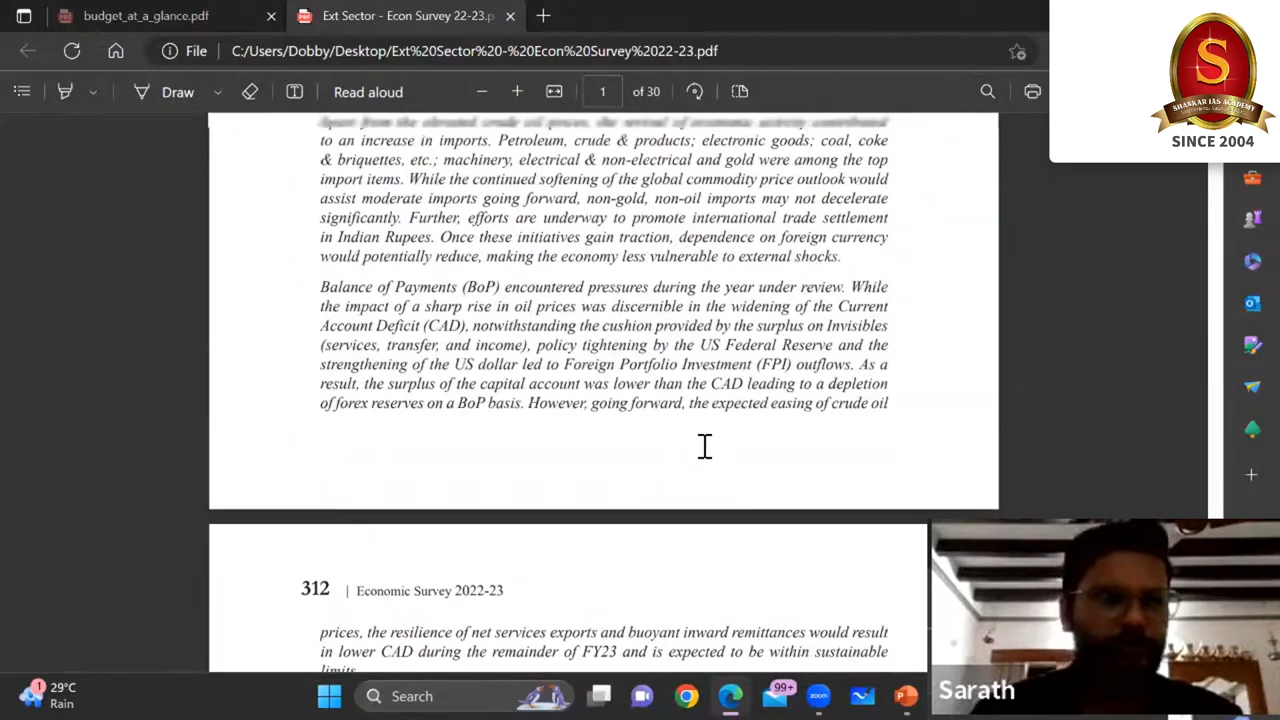 budget_at_a_glance.pdf
Ext Sector - Econ Survey 22-23.p
File
C:/Users/Dobby/Desktop/Ext%20Sector%20-%20Econ%20Survey%2022-23.pdf
Draw
Read aloud
1
of 30
S
SHANKAR IAS ACADEMY
SINCE 2004
to an increase in imports. Petroleum, crude & products; electronic goods; coal, coke
& briquettes, etc.; machinery, electrical & non-electrical and gold were among the top
import items. While the continued softening of the global commodity price outlook would
assist moderate imports going forward, non-gold, non-oil imports may not decelerate
significantly. Further, efforts are underway to promote international trade settlement
in Indian Rupees. Once these initiatives gain traction, dependence on foreign currency
would potentially reduce, making the economy less vulnerable to external shocks.
Balance of Payments (BoP) encountered pressures during the year under review. While
the impact of a sharp rise in oil prices was discernible in the widening of the Current
Account Deficit (CAD), notwithstanding the cushion provided by the surplus on Invisibles
(services, transfer, and income), policy tightening by the US Federal Reserve and the
strengthening of the US dollar led to Foreign Portfolio Investment (FPI) outflows. As a
result, the surplus of the capital account was lower than the CAD leading to a depletion
of forex reserves on a BoP basis. However, going forward, the expected easing of crude oil
312 | Economic Survey 2022-23
prices, the resilience of net services exports and buoyant inward remittances would result
in lower CAD during the remainder of FY23 and is expected to be within sustainable
limits
Sarath
1
29°C
Rain
Search
99+
zoom